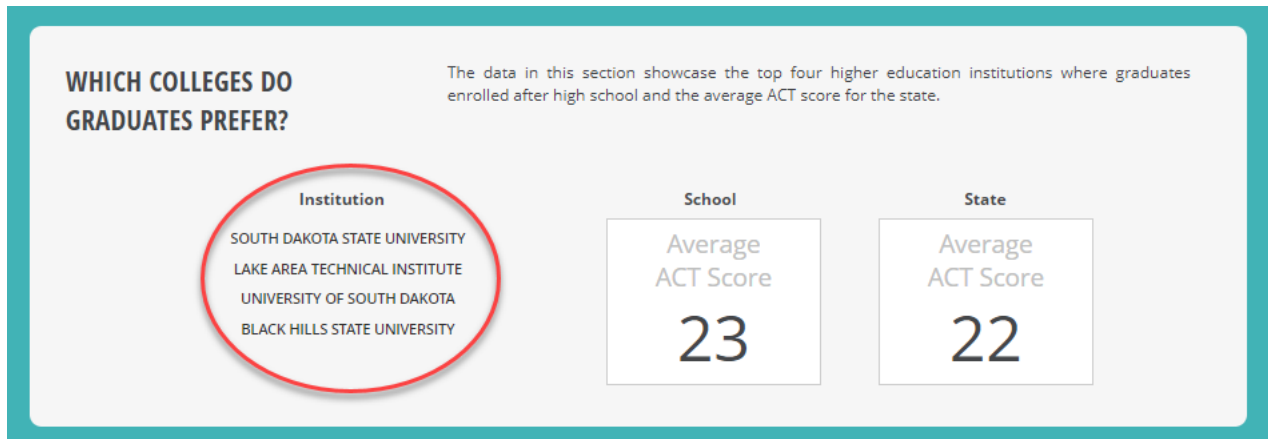 WHICH COLLEGES DO
GRADUATES PREFER?
The data in this section showcase the top four higher education institutions where graduates
enrolled after high school and the average ACT score for the state.
Institution
SOUTH DAKOTA STATE UNIVERSITY
LAKE AREA TECHNICAL INSTITUTE
UNIVERSITY OF SOUTH DAKOTA
BLACK HILLS STATE UNIVERSITY
School
Average
ACT Score
23
State
Average
ACT Score
22